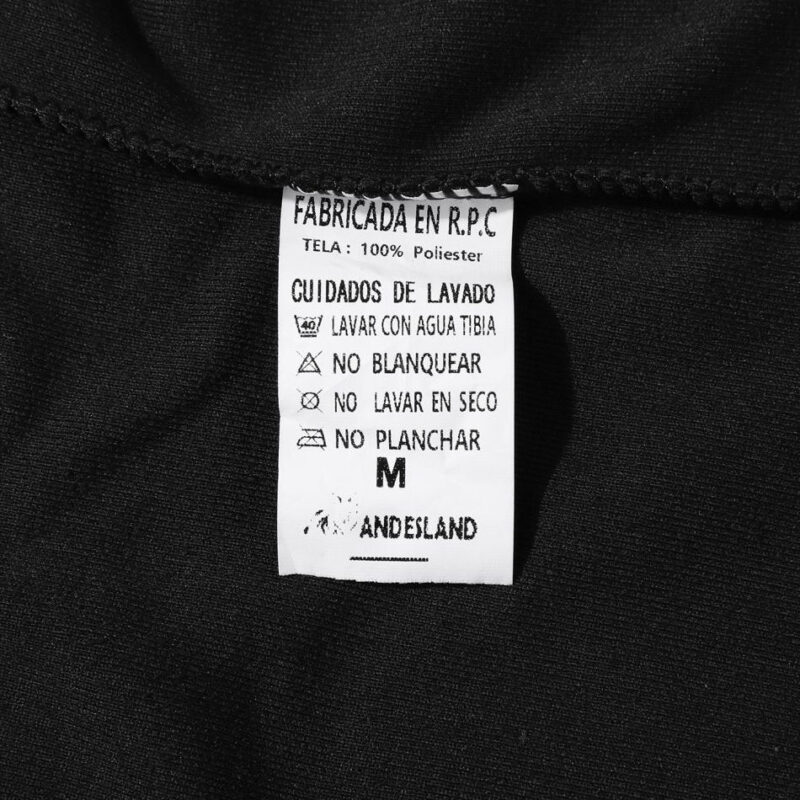 FABRICADA EN R.P.C
TELA : 100% Poliester
CUIDADOS DE LAVADO
40 LAVAR CON AGUA TIBIA
NO BLANQUEAR
NO LAVAR EN SECO
NO PLANCHAR
M
ANDESLAND